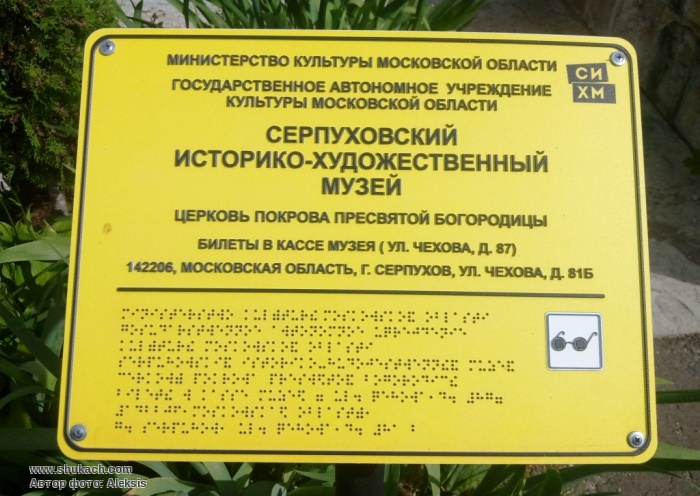 МИНИСТЕРСТВО КУЛЬТУРЫ МОСКОВСКОЙ ОБЛАСТИ
СИ
ХМ
ГОСУДАРСТВЕННОЕ АВТОНОМНОЕ УЧРЕЖДЕНИЕ
КУЛЬТУРЫ МОСКОВСКОЙ ОБЛАСТИ
СЕРПУХОВСКИЙ
ИСТОРИКО-ХУДОЖЕСТВЕННЫЙ
МУЗЕЙ
ЦЕРКОВЬ ПОКРОВА ПРЕСВЯТОЙ БОГОРОДИЦЫ
БИЛЕТЫ В КАССЕ МУЗЕЯ ( УЛ. ЧЕХОВА, Д. 87)
142206, МОСКОВСКАЯ ОБЛАСТЬ, Г. СЕРПУХОВ, УЛ. ЧЕХОВА, Д. 81Б
www.shukach.com
Автор фото: Aleksis